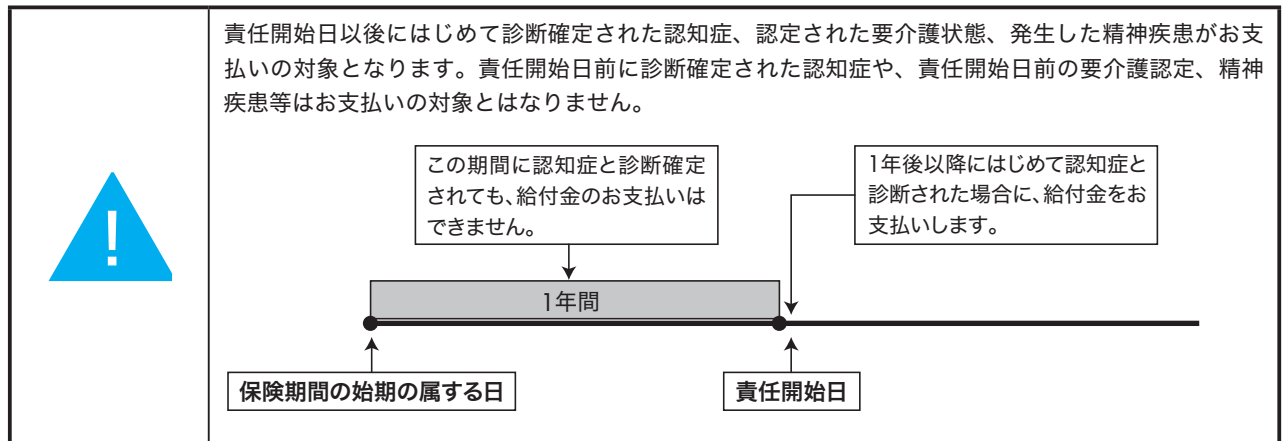 責任開始日以後にはじめて診断確定された認知症、認定された要介護状態、発生した精神疾患がお支
払いの対象となります。責任開始日前に診断確定された認知症や、責任開始日前の要介護認定、精神
疾患等はお支払いの対象とはなりません。
この期間に認知症と診断確定
されても、給付金のお支払いは
できません。
1年後以降にはじめて認知症と
診断された場合に、給付金をお
支払いします。
!
1年間
保険期間の始期の属する日
責任開始日